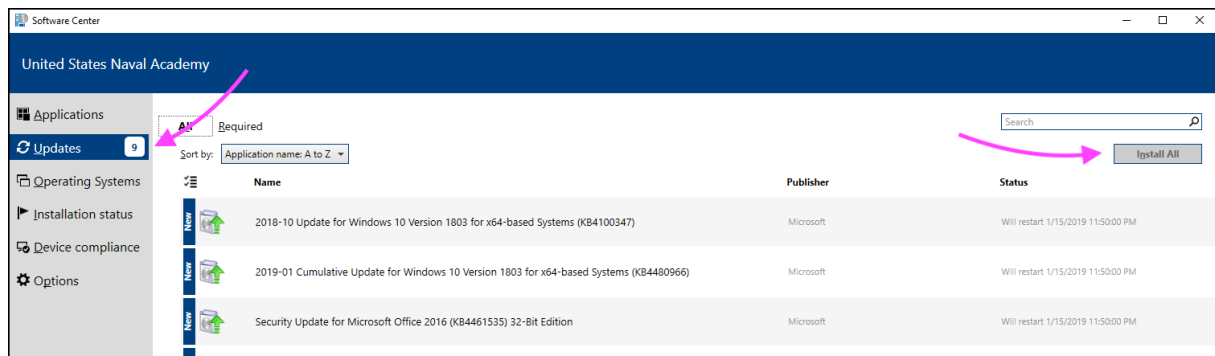 Software Center
United States Naval Academy
Applications
Updates 9
Operating Systems
Installation status
Device compliance
Options
All Required
Search
Sort by: Application name: A to Z
Install All
Name Publisher Status
New 2018-10 Update for Windows 10 Version 1803 for x64-based Systems (KB4100347) Microsoft Will restart 1/15/2019 11:50:00 PM
New 2019-01 Cumulative Update for Windows 10 Version 1803 for x64-based Systems (KB4480966) Microsoft Will restart 1/15/2019 11:50:00 PM
New Security Update for Microsoft Office 2016 (KB4461535) 32-Bit Edition Microsoft Will restart 1/15/2019 11:50:00 PM